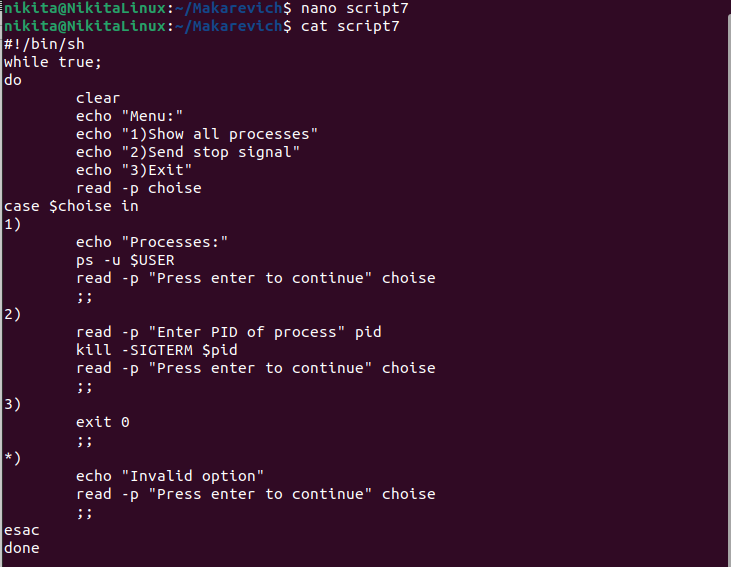 nikita@NikitaLinux:~/Makarevich$ nano script7
nikita@NikitaLinux:~/Makarevich$ cat script7
#!/bin/sh
while true;
do
        clear
        echo "Menu:"
        echo "1)Show all processes"
        echo "2)Send stop signal"
        echo "3)Exit"
        read -p choise
case $choise in
1)
        echo "Processes:"
        ps -u $USER
        read -p "Press enter to continue" choise
        ;;
2)
        read -p "Enter PID of process" pid
        kill -SIGTERM $pid
        read -p "Press enter to continue" choise
        ;;
3)
        exit 0
        ;;
*)
        echo "Invalid option"
        read -p "Press enter to continue" choise
        ;;
esac
done